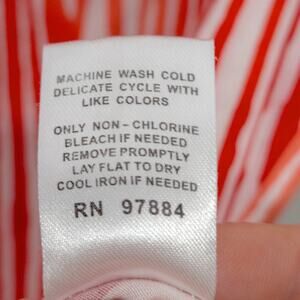 MACHINE WASH COLD
DELICATE CYCLE WITH
LIKE COLORS
ONLY NON-CHLORINE
BLEACH IF NEEDED
REMOVE PROMPTLY
LAY FLAT TO DRY
COOL IRON IF NEEDED
RN 97884